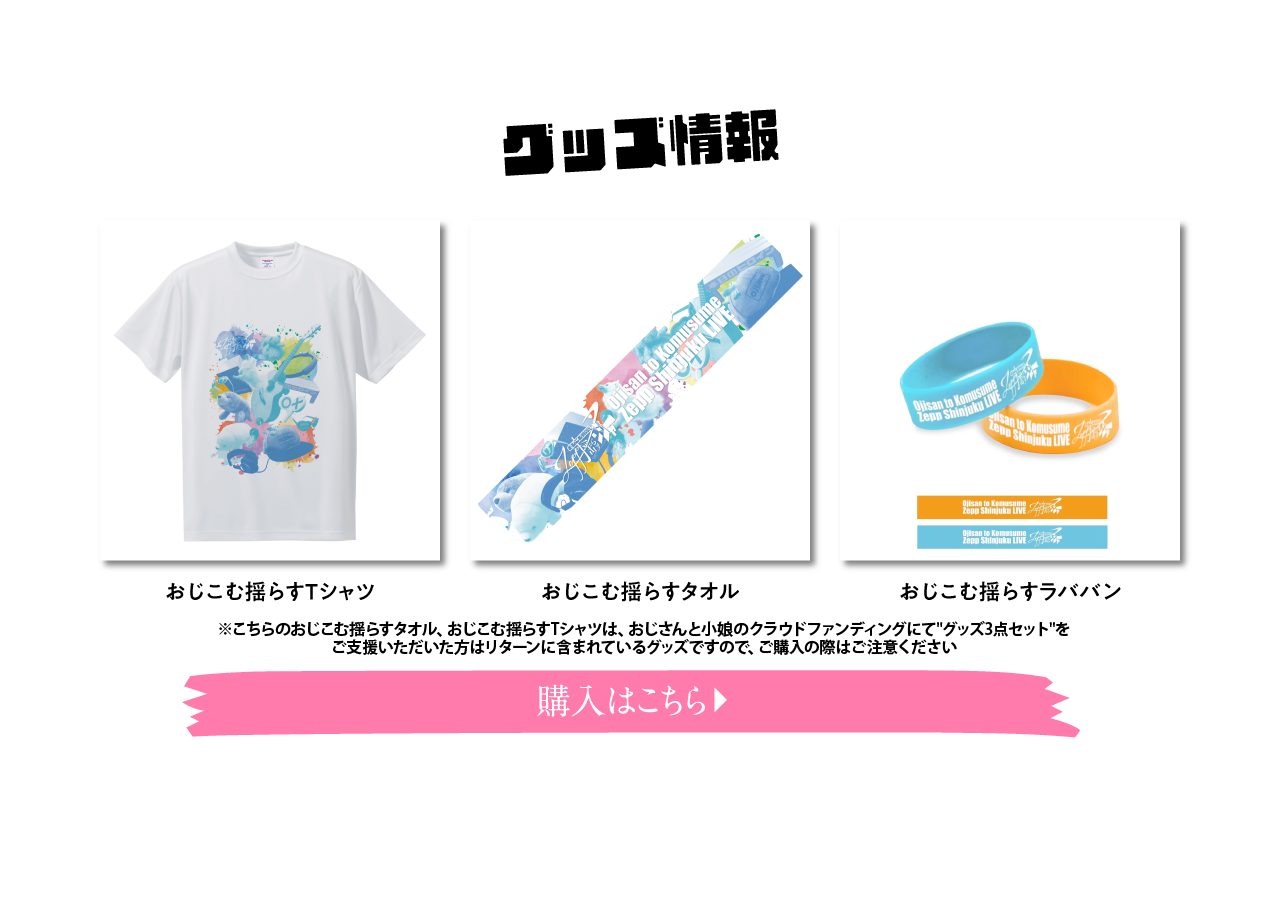 グッズ情報
Ojisan to Komusume
Zepp Shinjuku LIVE
Ojisan to Komusume
Zepp Shinjuku LIVE
Ojisan to Komusume
Zepp Shinjuku LIVE
Ojisan to Komusume
Zepp Shinjuku LIVE
Ojisan to Komusume
Zepp Shinjuku LIVE
おじこむ揺らすTシャツ
おじこむ揺らすタオル
おじこむ揺らすラババン
※こちらのおじこむ揺らすタオル、おじこむ揺らすTシャツは、おじさんと小娘のクラウドファンディングにて"グッズ3点セット"を
ご支援いただいた方はリターンに含まれているグッズですので、ご購入の際はご注意ください
購入はこちら